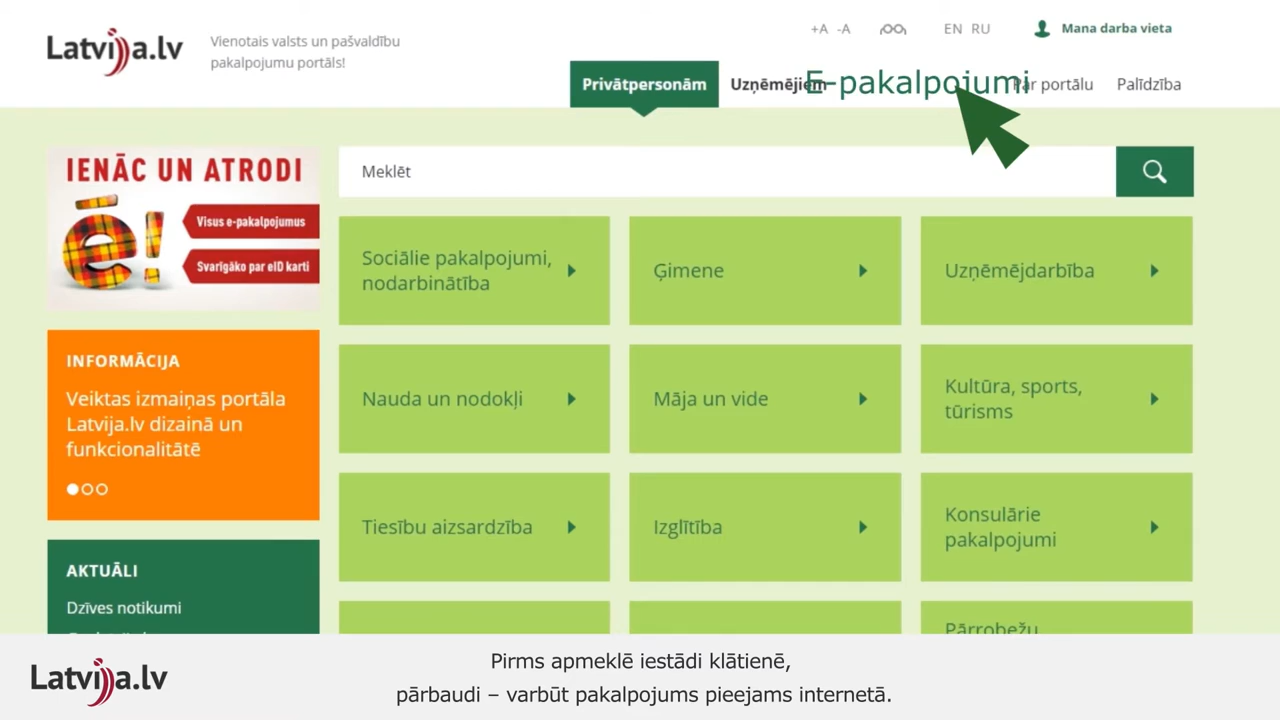 Latvija.lv
Vienotais valsts un pašvaldību
pakalpojumu portāls!
+A -A
EN RU
Mana darba vieta
Privātpersonām
Uzņēmējiem
E-pakalpojumi
Par portālu
Palīdzība
IENĀC UN ATRODI
ē!
Visus e-pakalpojumus
Svarīgāko par eID karti
Meklēt
Sociālie pakalpojumi,
nodarbinātība
Ģimene
Uzņēmējdarbība
INFORMĀCIJA
Veiktas izmaiņas portāla
Latvija.lv dizainā un
funkcionalitātē
Nauda un nodokļi
Māja un vide
Kultūra, sports,
tūrisms
Tiesību aizsardzība
Izglītība
Konsulārie
pakalpojumi
AKTUĀLI
Dzīves notikumi
Pārrobežu
Latvija.lv
Pirms apmeklē iestādi klātienē,
pārbaudi – varbūt pakalpojums pieejams internetā.